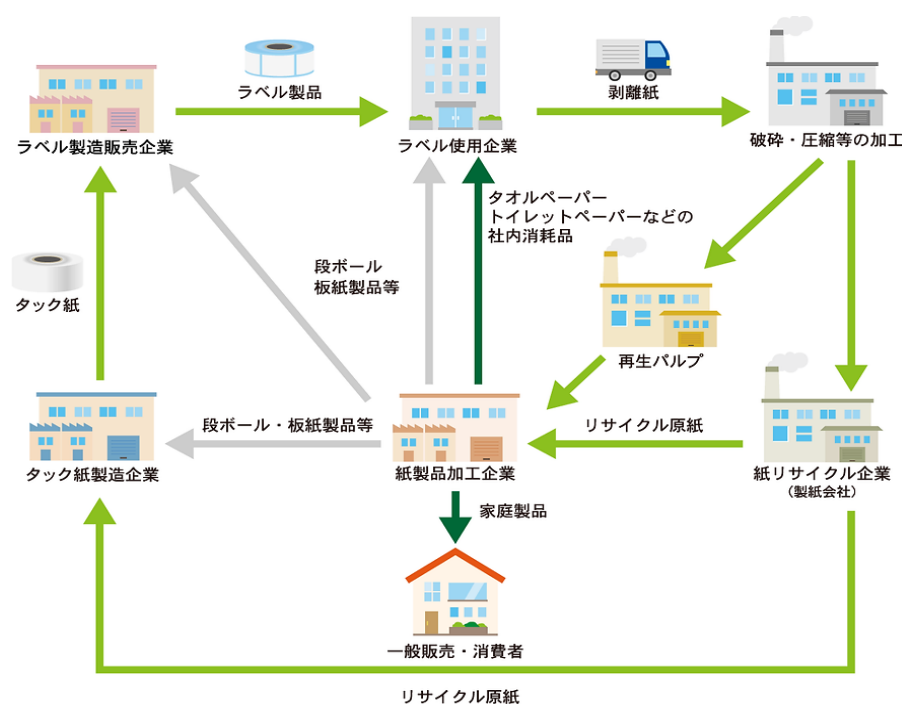 ラベル製品
剥離紙
ラベル製造販売企業
ラベル使用企業
破砕・圧縮等の加工
タオルペーパー
トイレットペーパーなどの
社内消耗品
段ボール
板紙製品等
タック紙
再生パルプ
段ボール・板紙製品等
リサイクル原紙
タック紙製造企業
紙製品加工企業
紙リサイクル企業
(製紙会社)
家庭製品
一般販売・消費者
リサイクル原紙